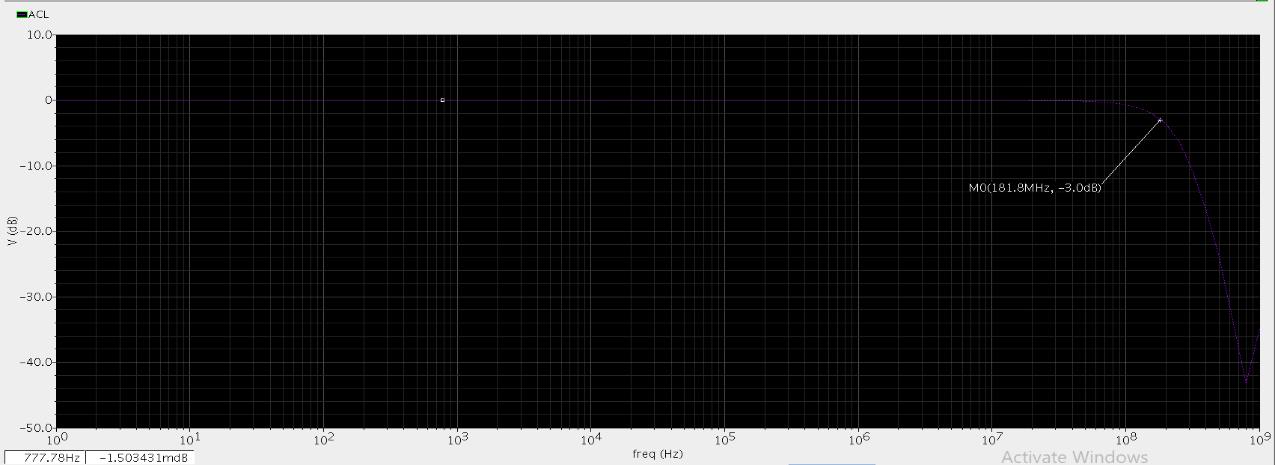 ACL
10.0
0
-10.0
-20.0
-30.0
-40.0
-50.0
V (dB)
M0(181.8MHz, -3.0dB)
10^0 10^1 10^2 10^3 10^4 10^5 10^6 10^7 10^8 10^9
freq (Hz)
777.78Hz -1.503431mdB
Activate Windows